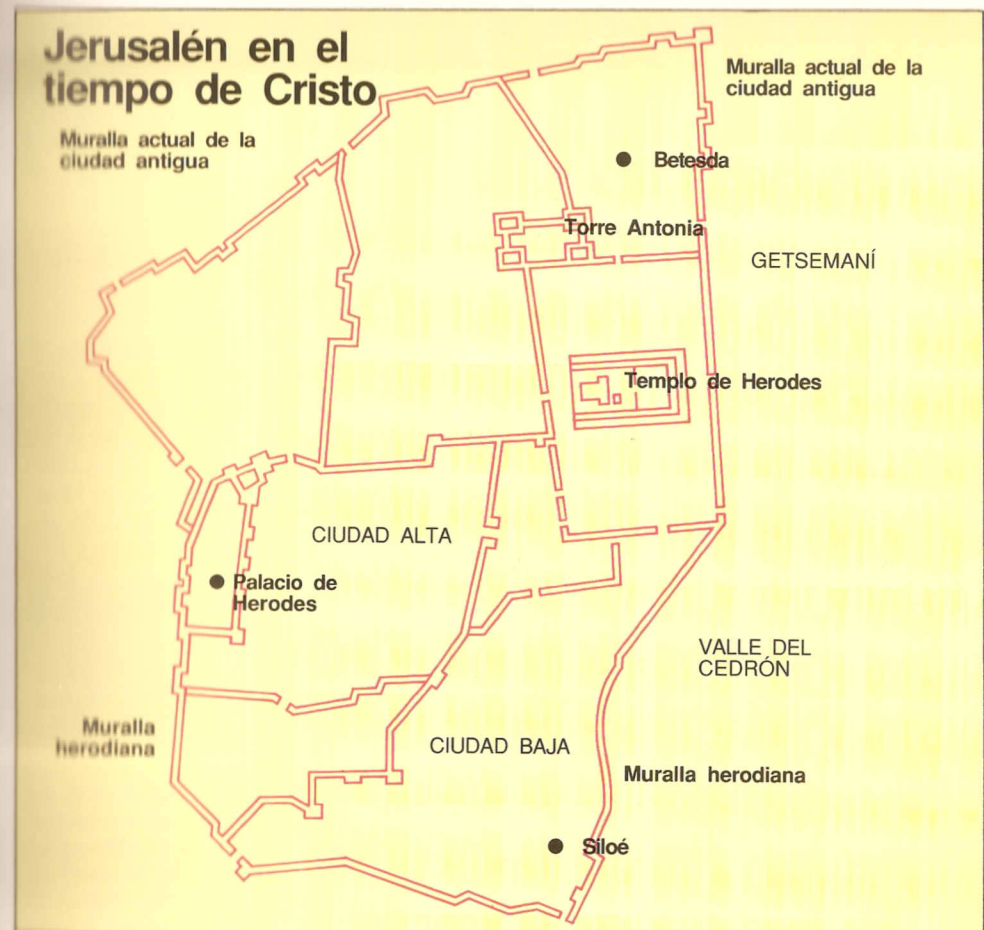 Jerusalén en el
tiempo de Cristo
Muralla actual de la
ciudad antigua
Muralla actual de la
ciudad antigua
Betesda
Torre Antonia
GETSEMANÍ
Templo de Herodes
CIUDAD ALTA
Palacio de
Herodes
VALLE DEL
CEDRÓN
Muralla
herodiana
CIUDAD BAJA
Muralla herodiana
Siloé